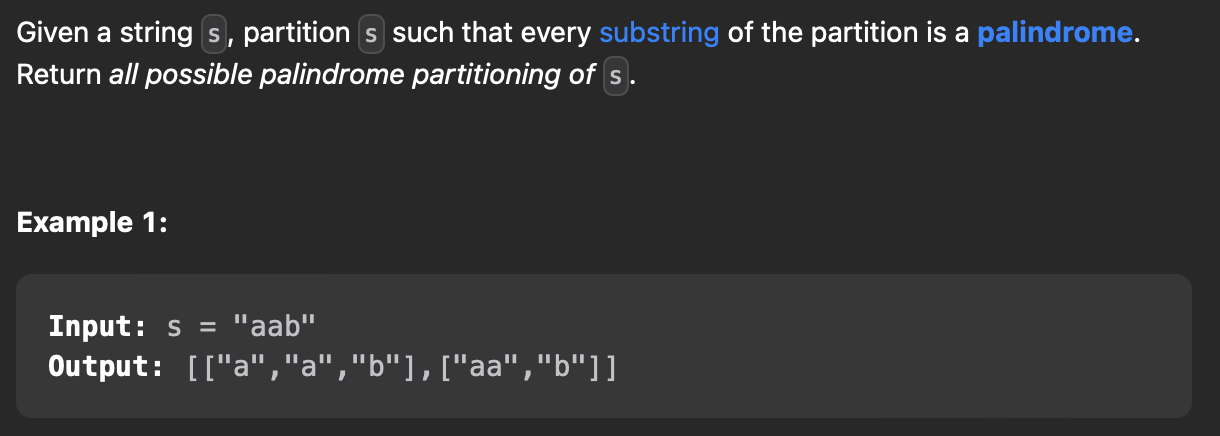 Given a string s, partition s such that every substring of the partition is a palindrome.
Return all possible palindrome partitioning of s.
Example 1:
Input: s = "aab"
Output: [["a","a","b"],["aa","b"]]